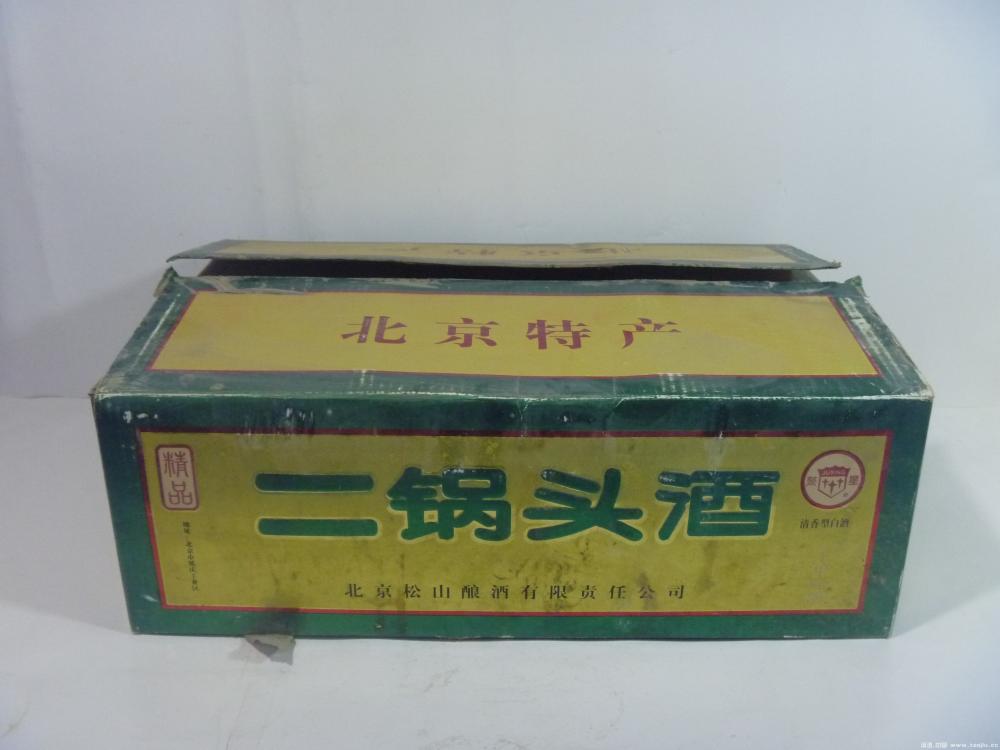 北京特产
精品
二锅头酒
清香型白酒
北京松山酿酒有限责任公司